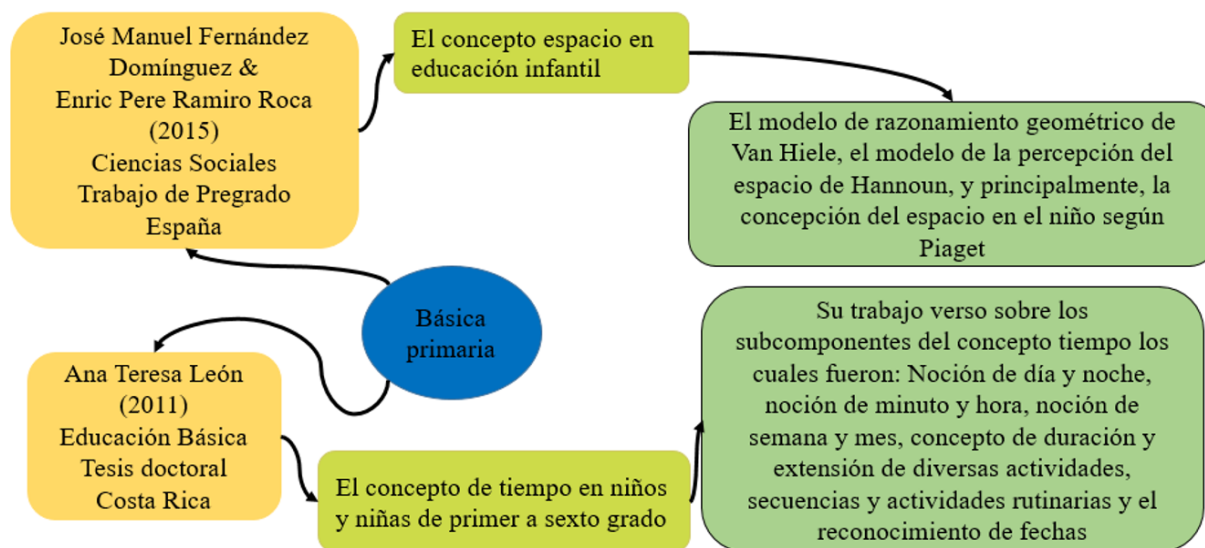 José Manuel Fernández
Domínguez &
Enric Pere Ramiro Roca
(2015)
Ciencias Sociales
Trabajo de Pregrado
España
El concepto espacio en
educación infantil
El modelo de razonamiento geométrico de
Van Hiele, el modelo de la percepción del
espacio de Hannoun, y principalmente, la
concepción del espacio en el niño según
Piaget
Básica
primaria
Ana Teresa León
(2011)
Educación Básica
Tesis doctoral
Costa Rica
El concepto de tiempo en niños
y niñas de primer a sexto grado
Su trabajo verso sobre los
subcomponentes del concepto tiempo los
cuales fueron: Noción de día y noche,
noción de minuto y hora, noción de
semana y mes, concepto de duración y
extensión de diversas actividades,
secuencias y actividades rutinarias y el
reconocimiento de fechas